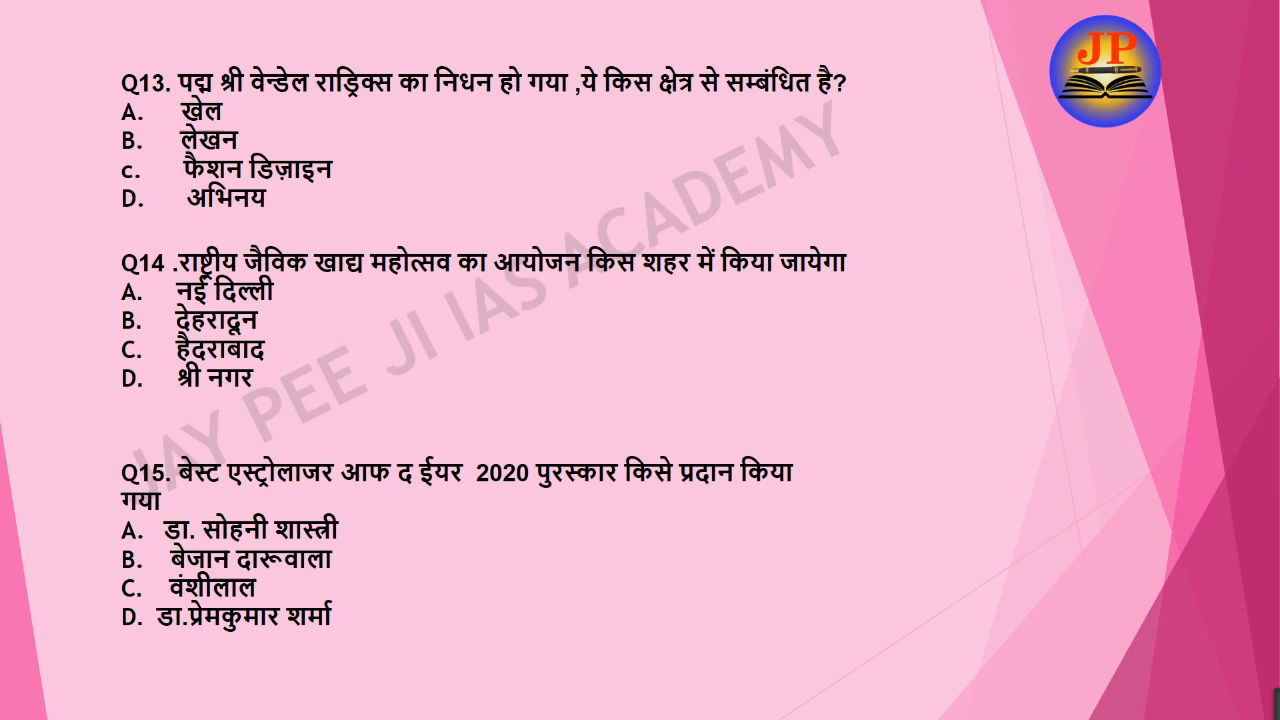 JP
Q13. पद्म श्री वेन्डेल राड्रिक्स का निधन हो गया ,ये किस क्षेत्र से सम्बंधित है?
A. खेल
B. लेखन
c. फैशन डिज़ाइन
D. अभिनय
Q14 .राष्ट्रीय जैविक खाद्य महोत्सव का आयोजन किस शहर में किया जायेगा
A. नई दिल्ली
B. देहरादून
C. हैदराबाद
D. श्री नगर
Q15. बेस्ट एस्ट्रोलाजर आफ द ईयर 2020 पुरस्कार किसे प्रदान किया
गया
A. डा. सोहनी शास्त्री
B. बेजान दारूवाला
C. वंशीलाल
D. डा.प्रेमकुमार शर्मा
JAY PEE JI IAS ACADEMY